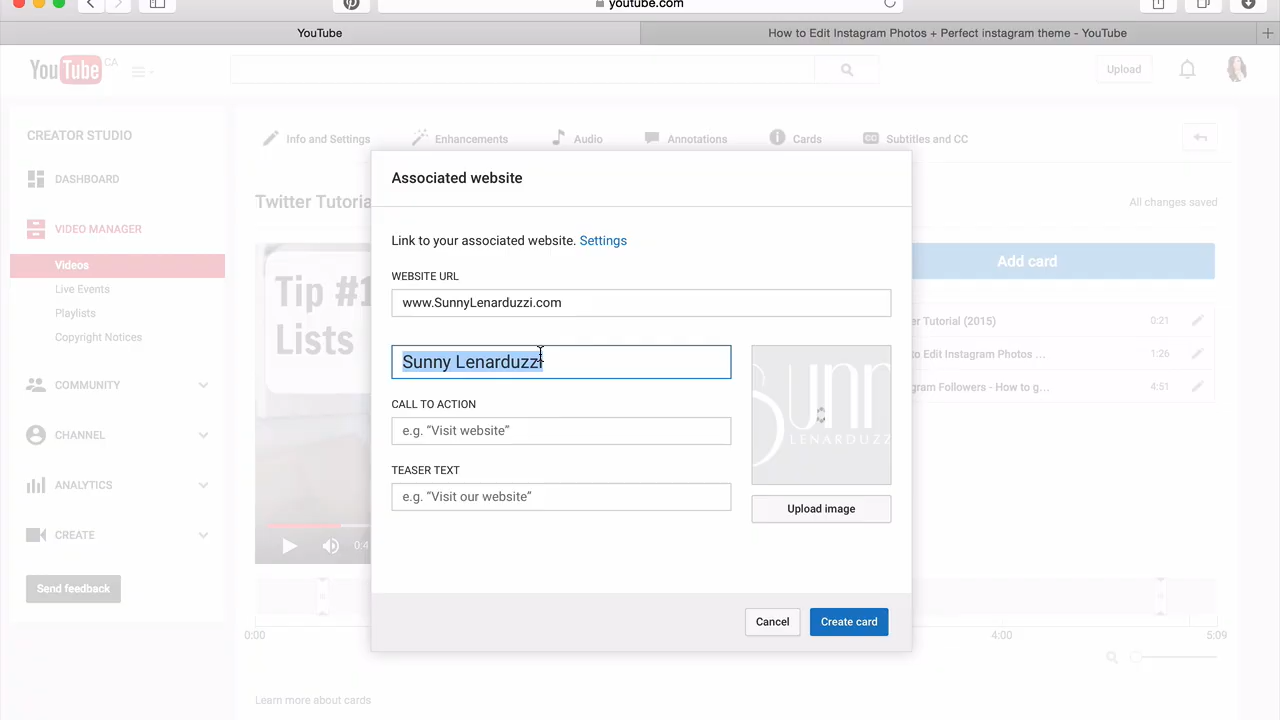 youtube.com
YouTube
How to Edit Instagram Photos + Perfect instagram theme - YouTube
YouTube CA
Upload
CREATOR STUDIO
Info and Settings
Enhancements
Audio
Annotations
Cards
CC Subtitles and CC
DASHBOARD
VIDEO MANAGER
Videos
Live Events
Playlists
Copyright Notices
COMMUNITY
CHANNEL
ANALYTICS
CREATE
Send feedback
Twitter Tutoria
All changes saved
Tip #1
Lists
0:4
Add card
er Tutorial (2015) 0:21
to Edit Instagram Photos ... 1:26
gram Followers - How to g... 4:51
Associated website
Link to your associated website. Settings
WEBSITE URL
www.SunnyLenarduzzi.com
Sunny Lenarduzzi
CALL TO ACTION
e.g. “Visit website”
TEASER TEXT
e.g. “Visit our website”
Sunn
LENARDUZZ
Upload image
Cancel
Create card
0:00
4:00
5:09
Learn more about cards